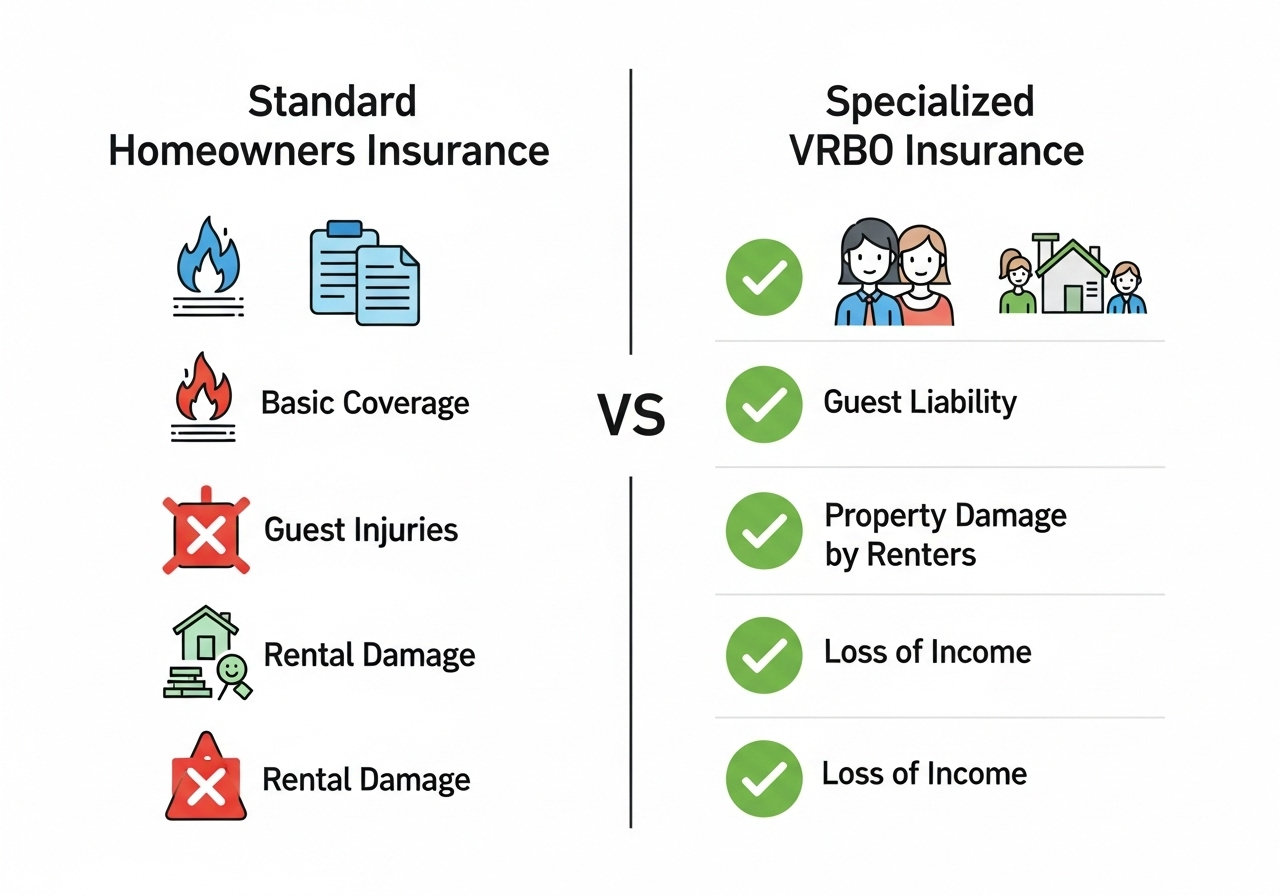 Standard
Homeowners Insurance
Basic Coverage
Guest Injuries
Rental Damage
Rental Damage
VS
Specialized
VRBO Insurance
Guest Liability
Property Damage
by Renters
Loss of Income
Loss of Income